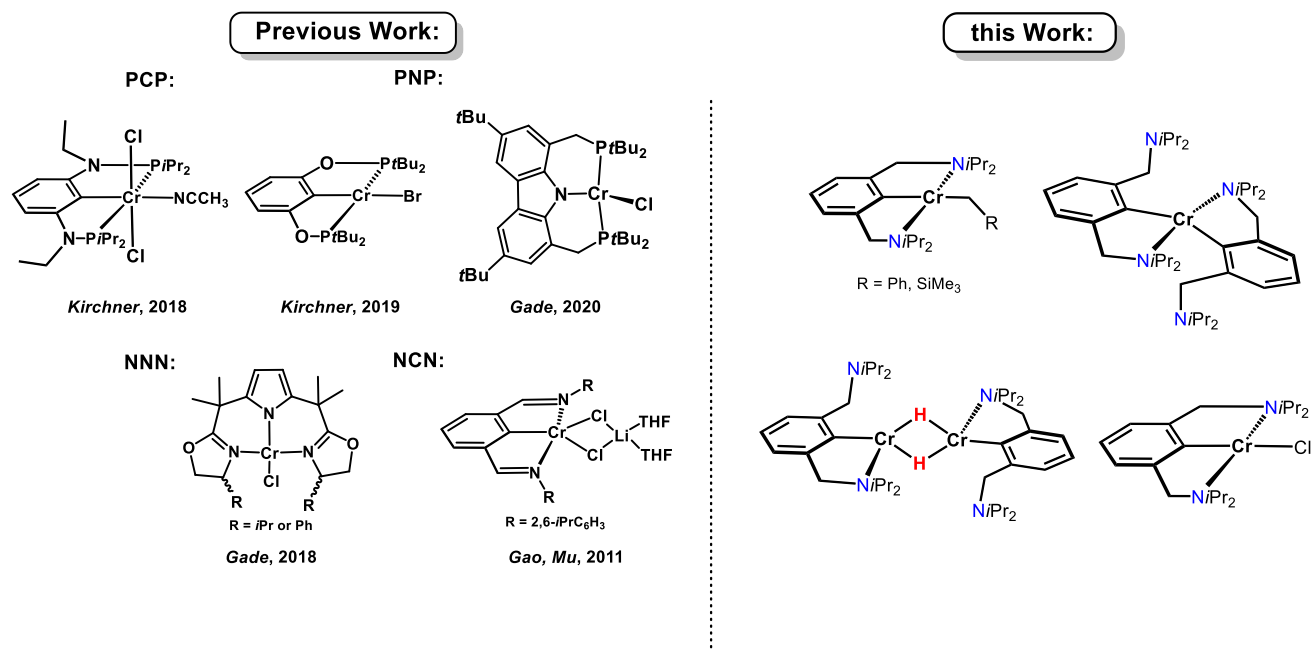 Previous Work:
this Work:
PCP:
PNP:
Cl
N
PiPr₂
Cr
NCCH₃
N
PiPr₂
Cl
Kirchner, 2018
O
PtBu₂
Cr
Br
O
PtBu₂
Kirchner, 2019
tBu
PtBu₂
N
Cr
Cl
PtBu₂
tBu
Gade, 2020
NNN:
NCN:
N
O
N
Cr
N
O
Cl
R
R
R = iPr or Ph
Gade, 2018
R
N
Cl
THF
Cr
Li
Cl
THF
N
R
R = 2,6-iPrC₆H₃
Gao, Mu, 2011
NiPr₂
Cr
R
NiPr₂
R = Ph, SiMe₃
NiPr₂
NiPr₂
Cr
NiPr₂
NiPr₂
NiPr₂
NiPr₂
H
Cr
Cr
H
NiPr₂
NiPr₂
NiPr₂
Cr
Cl
NiPr₂